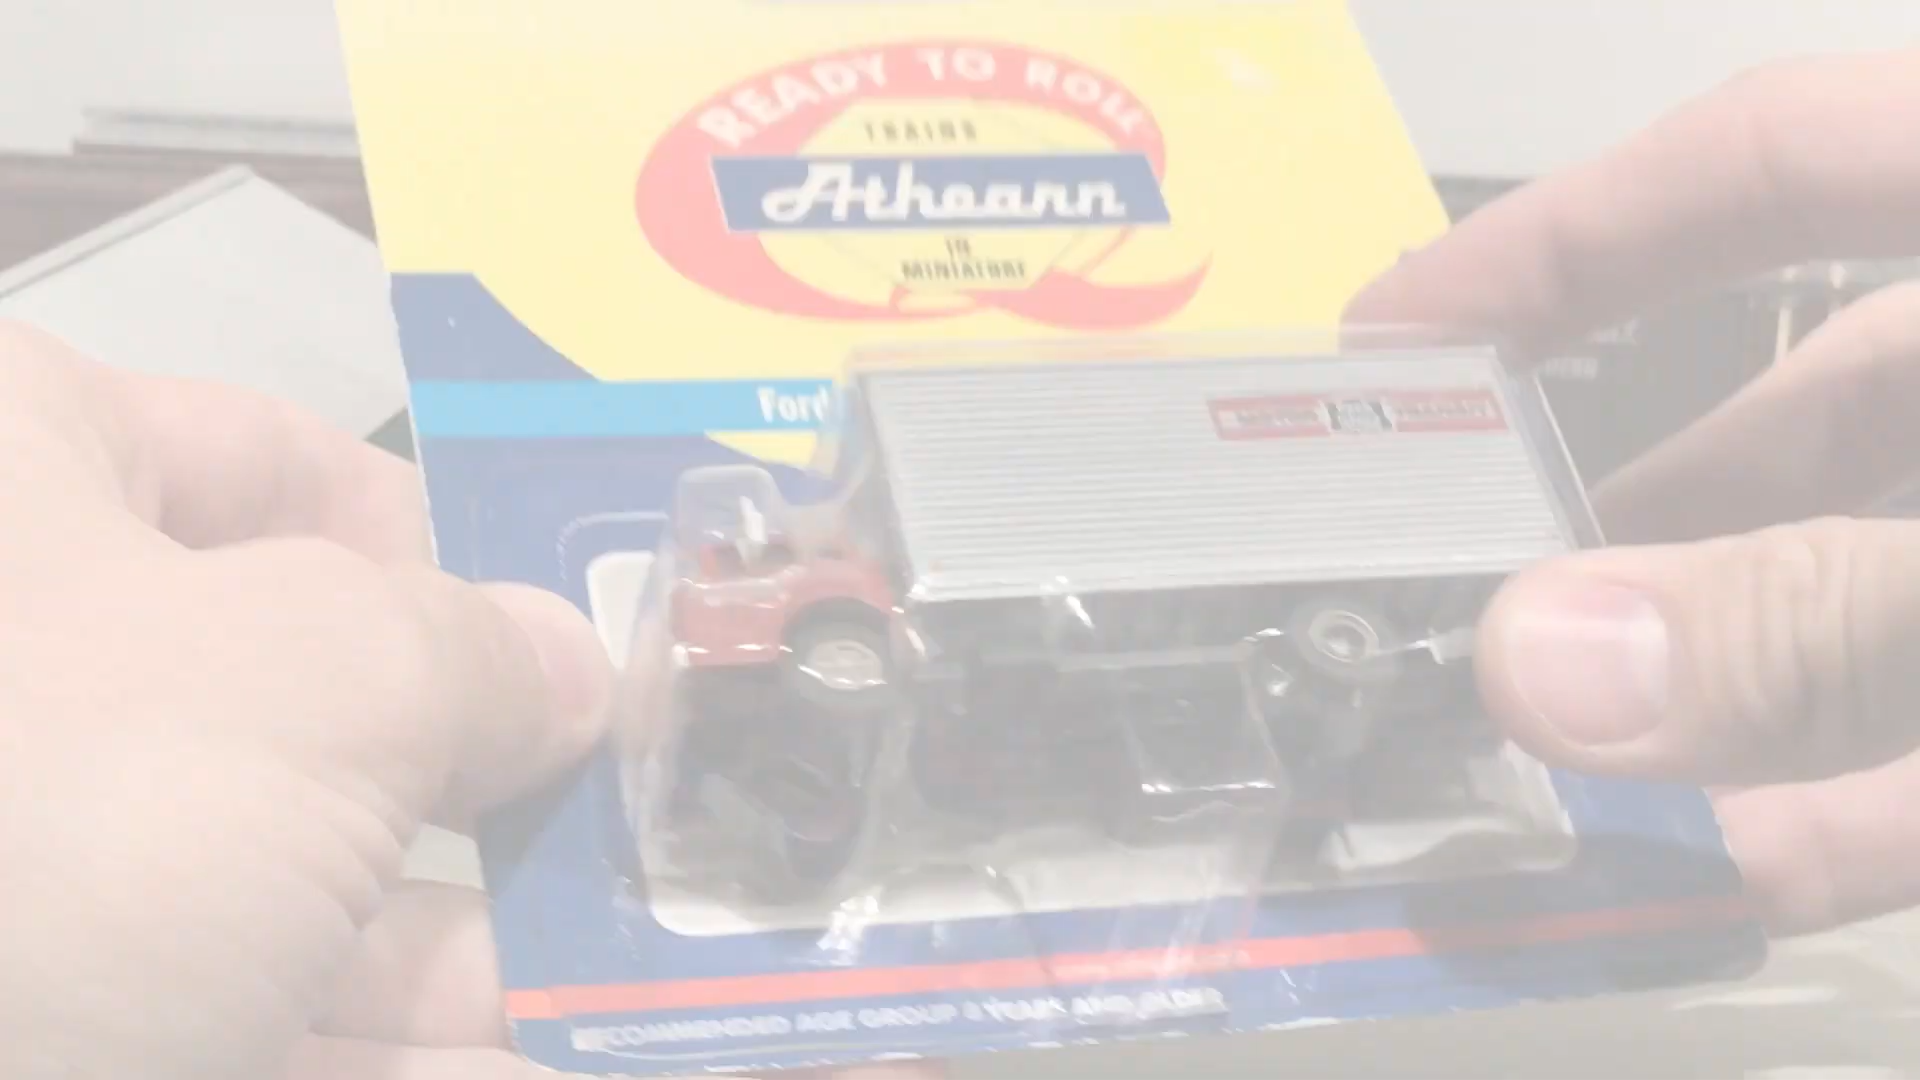 READY TO ROLL
TRAINS
Athearn
IN
MINIATURE
Ford
RECOMMENDED AGE GROUP 8 YEARS AND OLDER